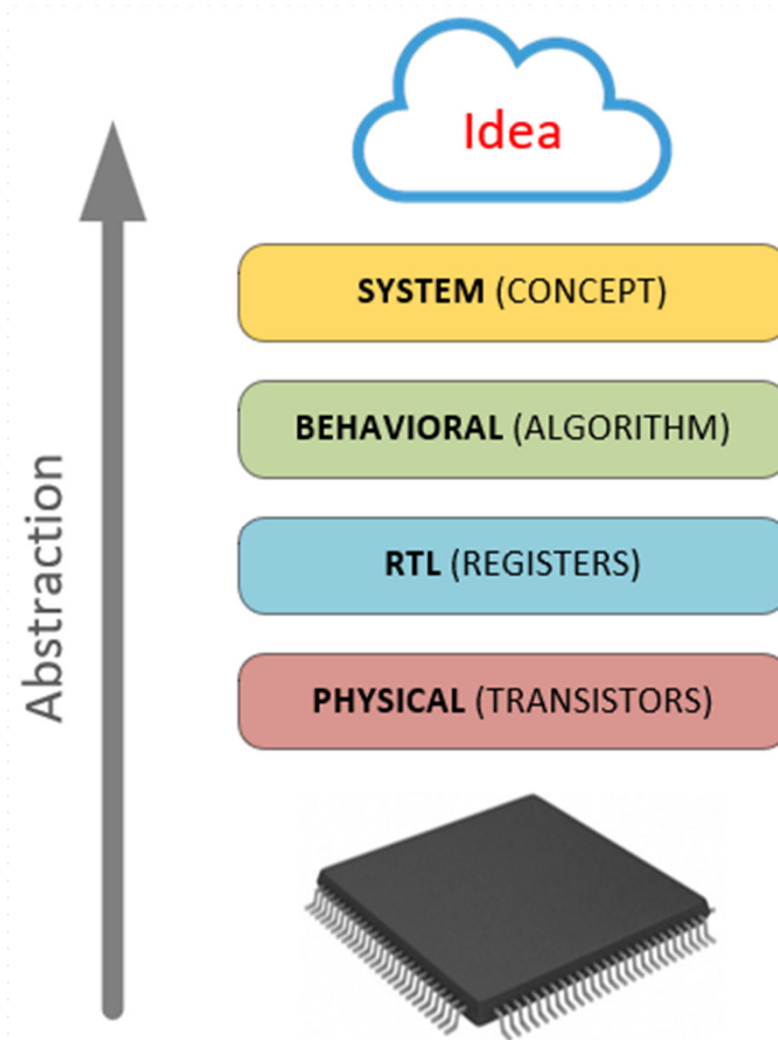 Idea
SYSTEM (CONCEPT)
BEHAVIORAL (ALGORITHM)
RTL (REGISTERS)
PHYSICAL (TRANSISTORS)
Abstraction